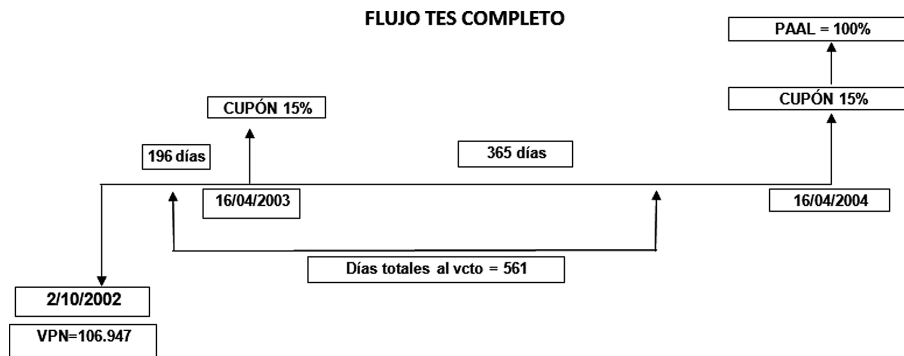 FLUJO TES COMPLETO
PAAL = 100%
CUPÓN 15%
CUPÓN 15%
196 días
365 días
16/04/2003
16/04/2004
Días totales al vcto = 561
2/10/2002
VPN=106.947